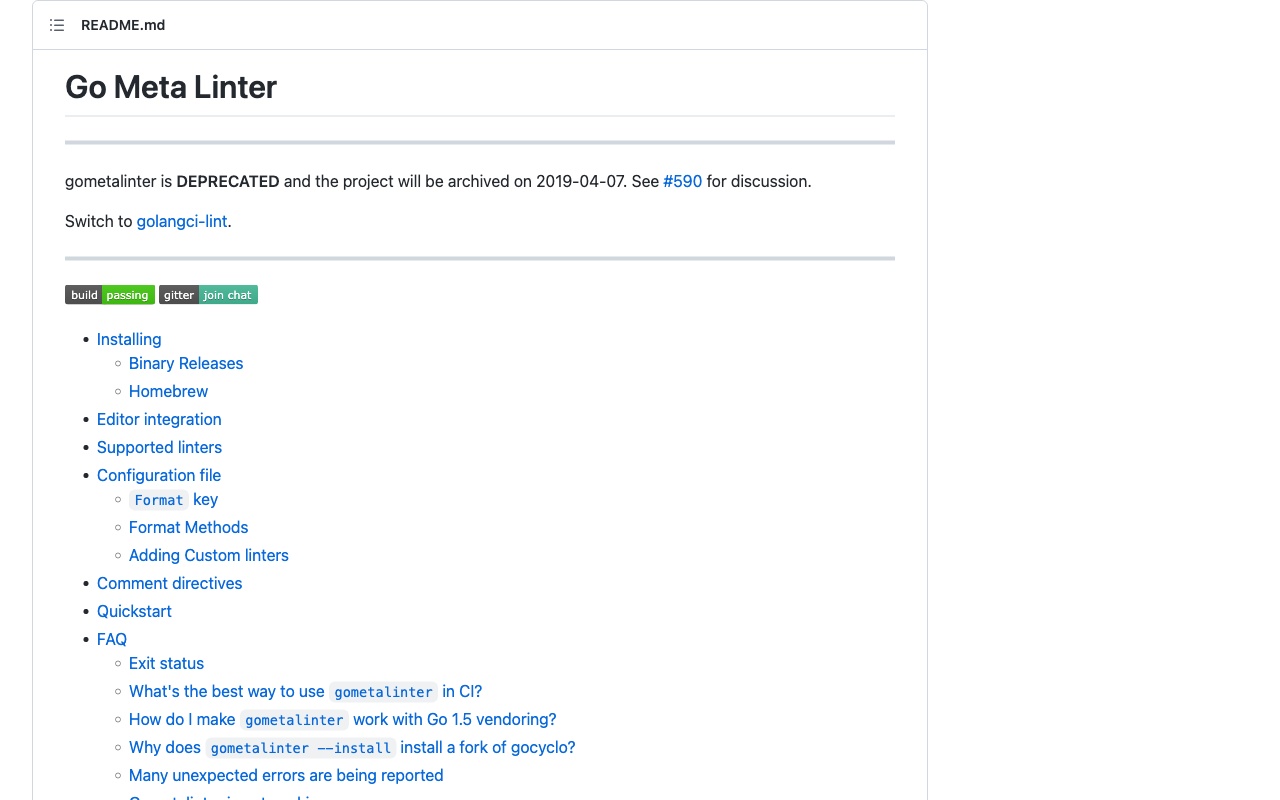 README.md
Go Meta Linter
gometalinter is DEPRECATED and the project will be archived on 2019-04-07. See #590 for discussion.
Switch to golangci-lint.
build passing gitter join chat
Installing
Binary Releases
Homebrew
Editor integration
Supported linters
Configuration file
Format key
Format Methods
Adding Custom linters
Comment directives
Quickstart
FAQ
Exit status
What's the best way to use gometalinter in CI?
How do I make gometalinter work with Go 1.5 vendoring?
Why does gometalinter --install install a fork of gocyclo?
Many unexpected errors are being reported